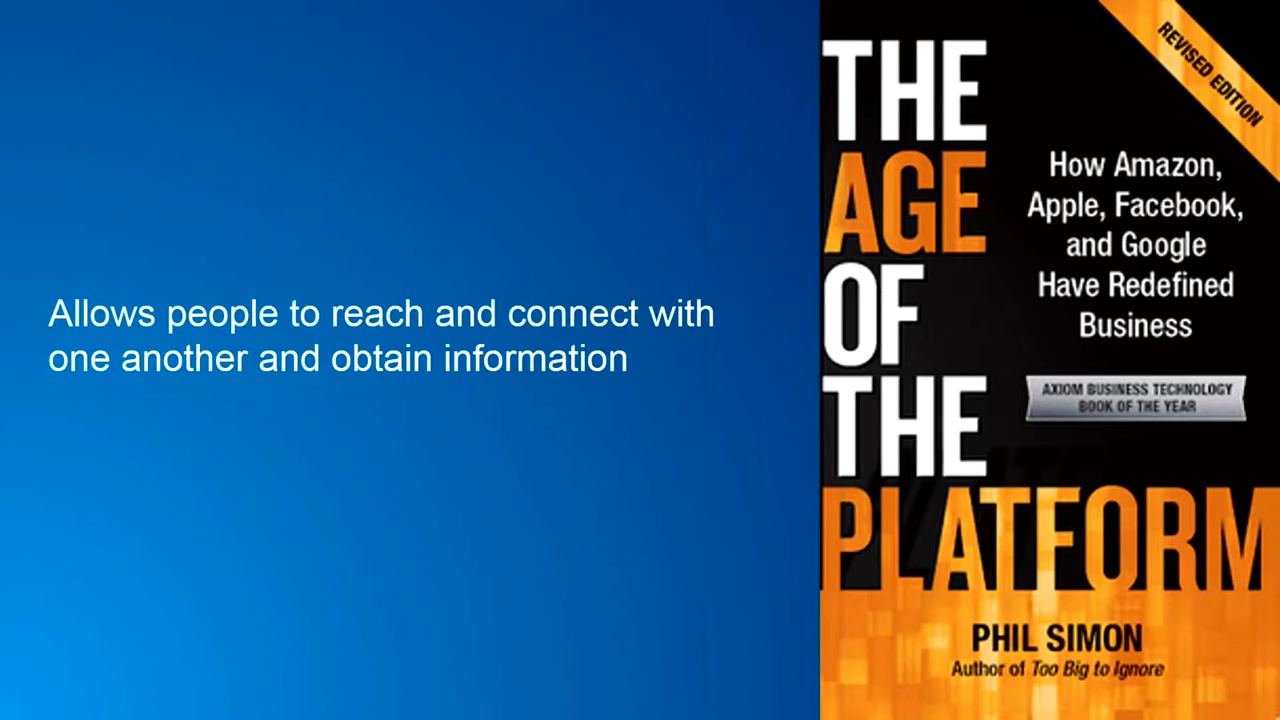 Allows people to reach and connect with
one another and obtain information
THE
AGE
OF
THE
PLATFORM
REVISED EDITION
How Amazon,
Apple, Facebook,
and Google
Have Redefined
Business
AXIOM BUSINESS TECHNOLOGY
BOOK OF THE YEAR
PHIL SIMON
Author of Too Big to Ignore